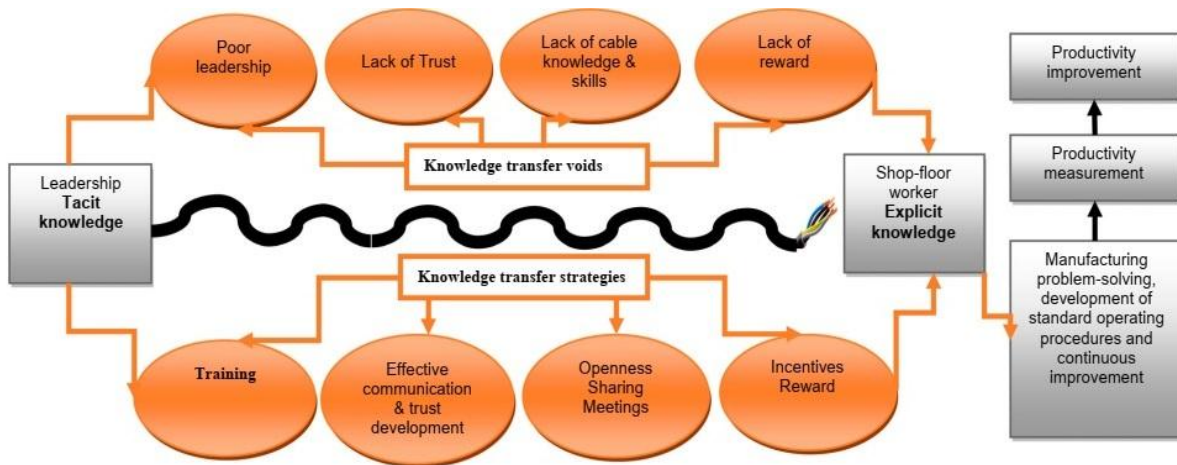 Poor
leadership
Lack of Trust
Lack of cable
knowledge &
skills
Lack of
reward
Productivity
improvement
Knowledge transfer voids
Productivity
measurement
Leadership
Tacit
knowledge
Shop-floor
worker
Explicit
knowledge
Knowledge transfer strategies
Manufacturing
problem-solving,
development of
standard operating
procedures and
continuous
improvement
Training
Effective
communication
& trust
development
Openness
Sharing
Meetings
Incentives
Reward